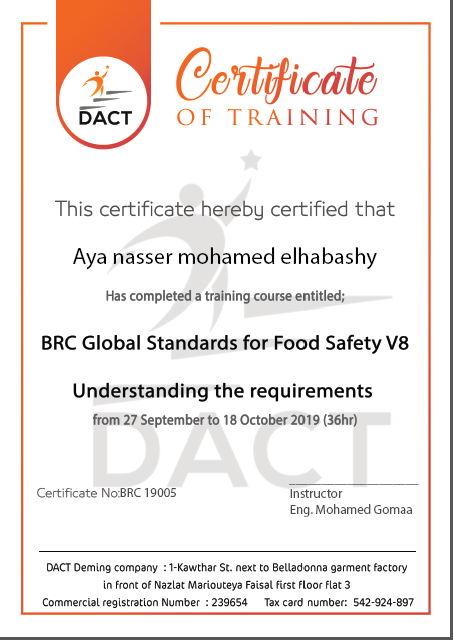 DACT
Certificate
OF TRAINING
This certificate hereby certified that
Aya nasser mohamed elhabashy
Has completed a training course entitled;
BRC Global Standards for Food Safety V8
Understanding the requirements
from 27 September to 18 October 2019 (36hr)
DACT
Certificate No:BRC 19005
Instructor
Eng. Mohamed Gomaa
DACT Deming company : 1-Kawthar St. next to Belladonna garment factory
in front of Nazlat Mariouteya Faisal first floor flat 3
Commercial registration Number : 239654 Tax card number: 542-924-897